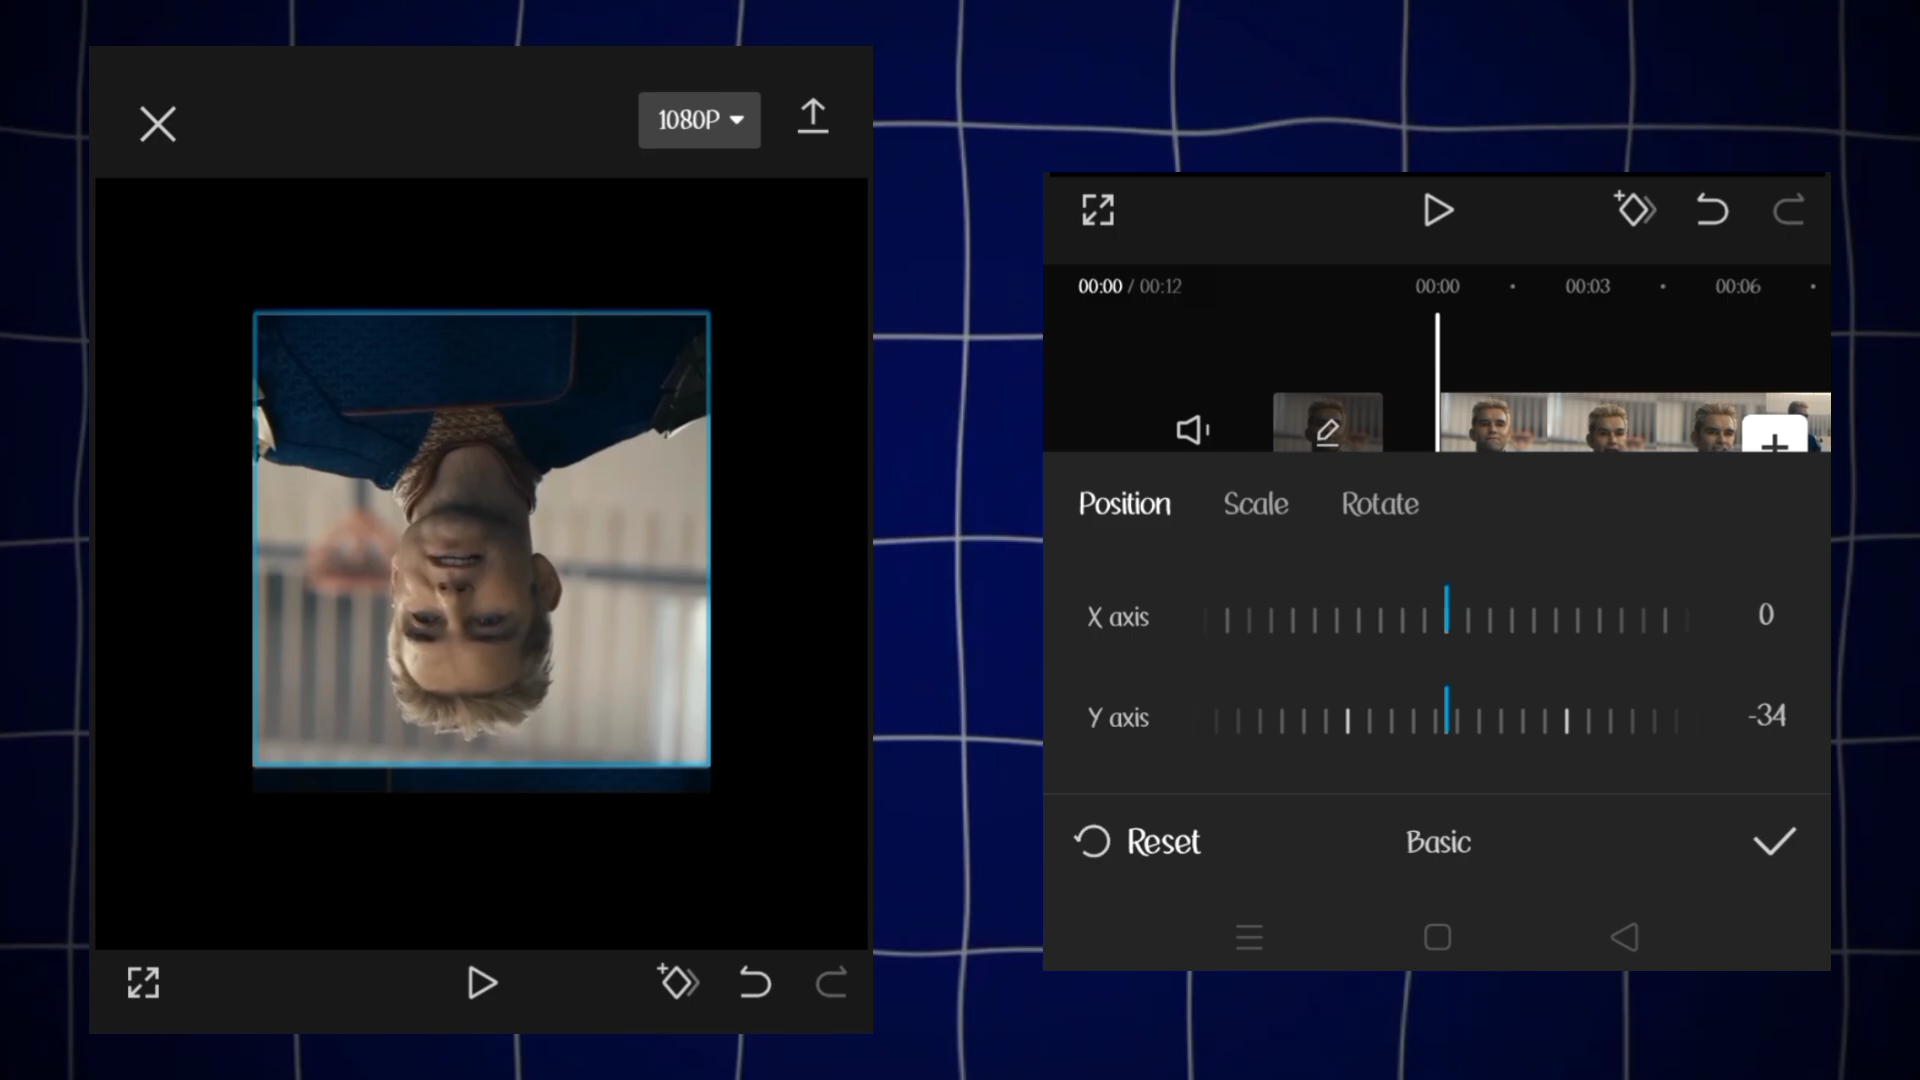 1080P
00:00 / 00:12
00:00
00:03
00:06
Position
Scale
Rotate
X axis
0
Y axis
-34
Reset
Basic